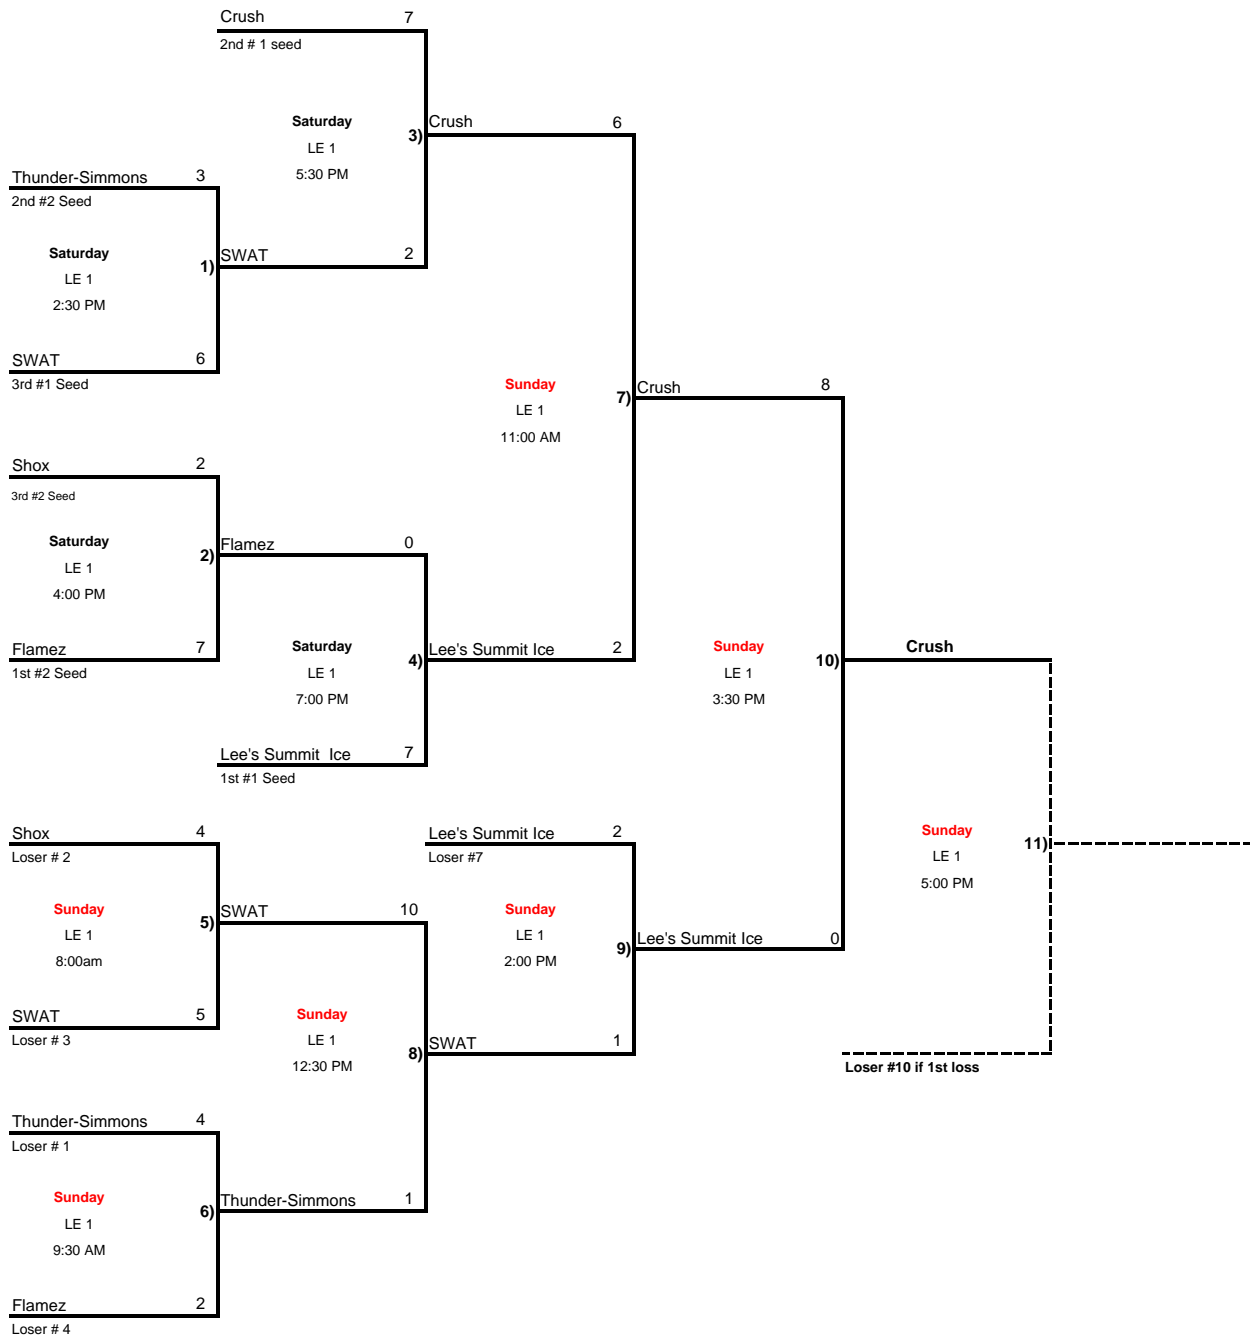 Crush 7
2nd # 1 seed
Saturday
LE 1
5:30 PM
3) Crush 6
Thunder-Simmons 3
2nd #2 Seed
Saturday
LE 1
2:30 PM
1) SWAT 2
SWAT 6
3rd #1 Seed
Sunday
LE 1
11:00 AM
7) Crush 8
Shox 2
3rd #2 Seed
Saturday
LE 1
4:00 PM
2) Flamez 0
Flamez 7
1st #2 Seed
Saturday
LE 1
7:00 PM
4) Lee's Summit Ice 2
Lee's Summit Ice 7
1st #1 Seed
Sunday
LE 1
3:30 PM
10) Crush
Shox 4
Loser # 2
Sunday
LE 1
8:00am
5) SWAT 10
SWAT 5
Loser # 3
Lee's Summit Ice 2
Loser #7
Sunday
LE 1
2:00 PM
9) Lee's Summit Ice 0
Sunday
LE 1
5:00 PM
11)
Sunday
LE 1
12:30 PM
8) SWAT 1
Loser #10 if 1st loss
Thunder-Simmons 4
Loser # 1
Sunday
LE 1
9:30 AM
6) Thunder-Simmons 1
Flamez 2
Loser # 4